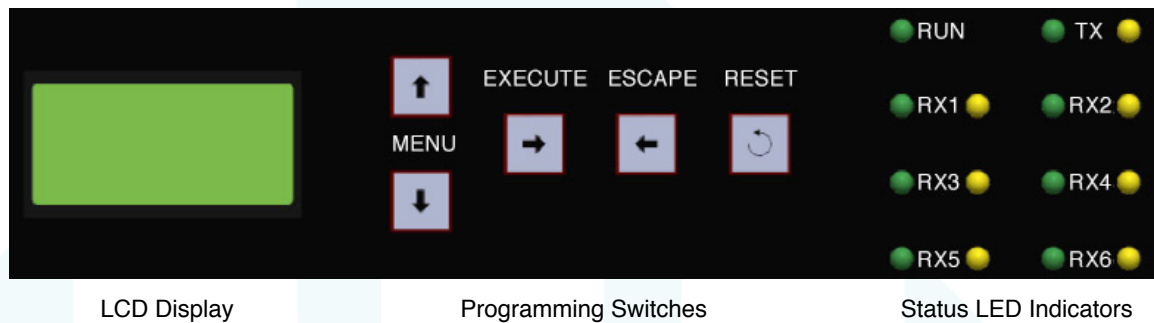 RUN TX
EXECUTE ESCAPE RESET
RX1 RX2
MENU
RX3 RX4
RX5 RX6
LCD Display Programming Switches Status LED Indicators